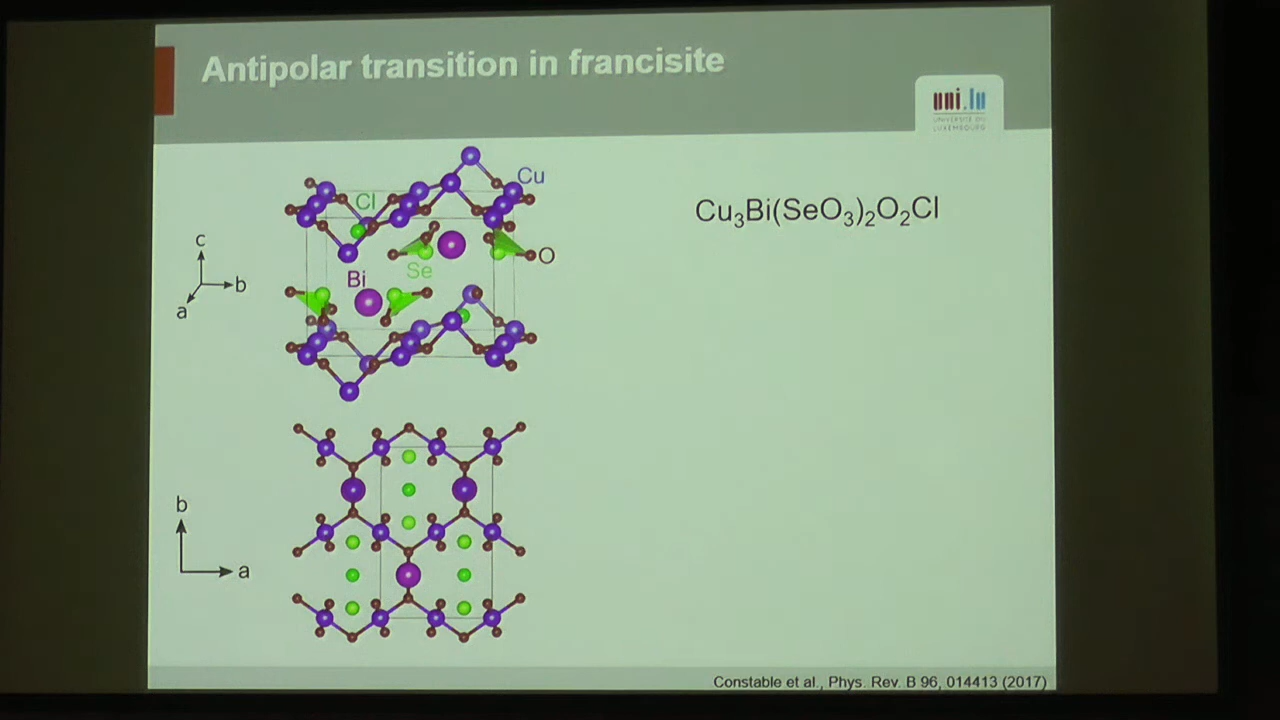 Antipolar transition in francisite
uni.lu
UNIVERSITÉ DU
LUXEMBOURG
Cu
Cl
Cu₃Bi(SeO₃)₂O₂Cl
c
b
a
O
Se
Bi
b
a
Constable et al., Phys. Rev. B 96, 014413 (2017)